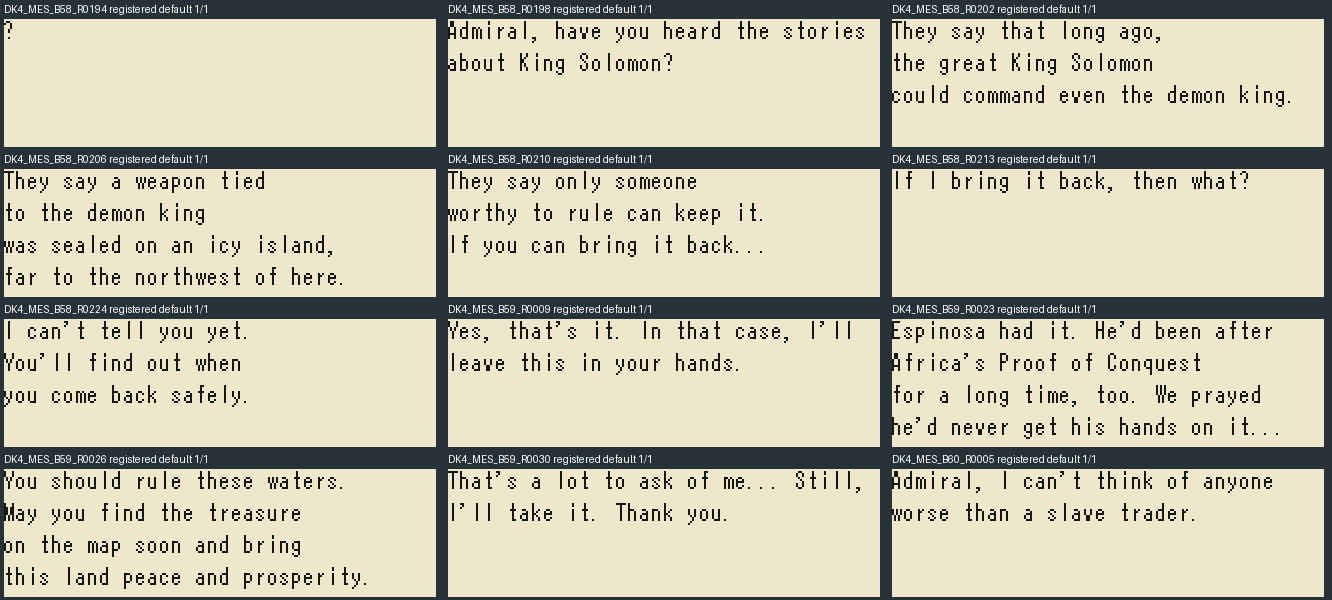 DK4_MES_B58_R0194 registered default 1/1
?
DK4_MES_B58_R0198 registered default 1/1
Admiral, have you heard the stories
about King Solomon?
DK4_MES_B58_R0202 registered default 1/1
They say that long ago,
the great King Solomon
could command even the demon king.
DK4_MES_B58_R0206 registered default 1/1
They say a weapon tied
to the demon king
was sealed on an icy island,
far to the northwest of here.
DK4_MES_B58_R0210 registered default 1/1
They say only someone
worthy to rule can keep it.
If you can bring it back...
DK4_MES_B58_R0213 registered default 1/1
If I bring it back, then what?
DK4_MES_B58_R0224 registered default 1/1
I can't tell you yet.
You'll find out when
you come back safely.
DK4_MES_B59_R0009 registered default 1/1
Yes, that's it. In that case, I'll
leave this in your hands.
DK4_MES_B59_R0023 registered default 1/1
Espinosa had it. He'd been after
Africa's Proof of Conquest
for a long time, too. We prayed
he'd never get his hands on it...
DK4_MES_B59_R0026 registered default 1/1
You should rule these waters.
May you find the treasure
on the map soon and bring
this land peace and prosperity.
DK4_MES_B59_R0030 registered default 1/1
That's a lot to ask of me... Still,
I'll take it. Thank you.
DK4_MES_B60_R0005 registered default 1/1
Admiral, I can't think of anyone
worse than a slave trader.